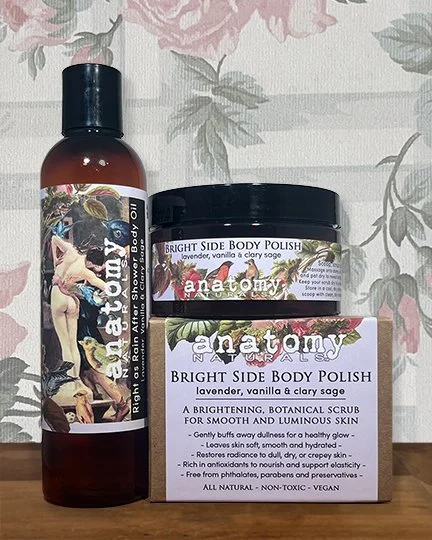 anatomy
NATURALS
Right as Rain After Shower Body Oil
Lavender, Vanilla & Clary Sage
BRIGHT SIDE BODY POLISH
lavender, vanilla & clary sage
anatomy
NATURALS
anatomy
NATURALS
BRIGHT SIDE BODY POLISH
lavender, vanilla & clary sage
A BRIGHTENING, BOTANICAL SCRUB
FOR SMOOTH AND LUMINOUS SKIN
- Gently buffs away dullness for a healthy glow -
- Leaves skin soft, smooth and hydrated -
- Restores radiance to dull, dry, or crepey skin -
- Rich in antioxidants to nourish and support elasticity -
- Free from phthalates, parabens and preservatives -
ALL NATURAL - NON-TOXIC - VEGAN